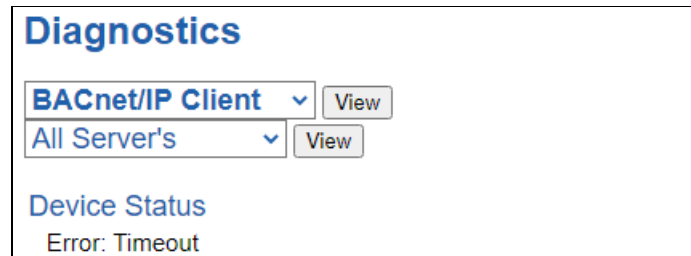 Diagnostics
BACnet/IP Client View
All Server's View
Device Status
Error: Timeout